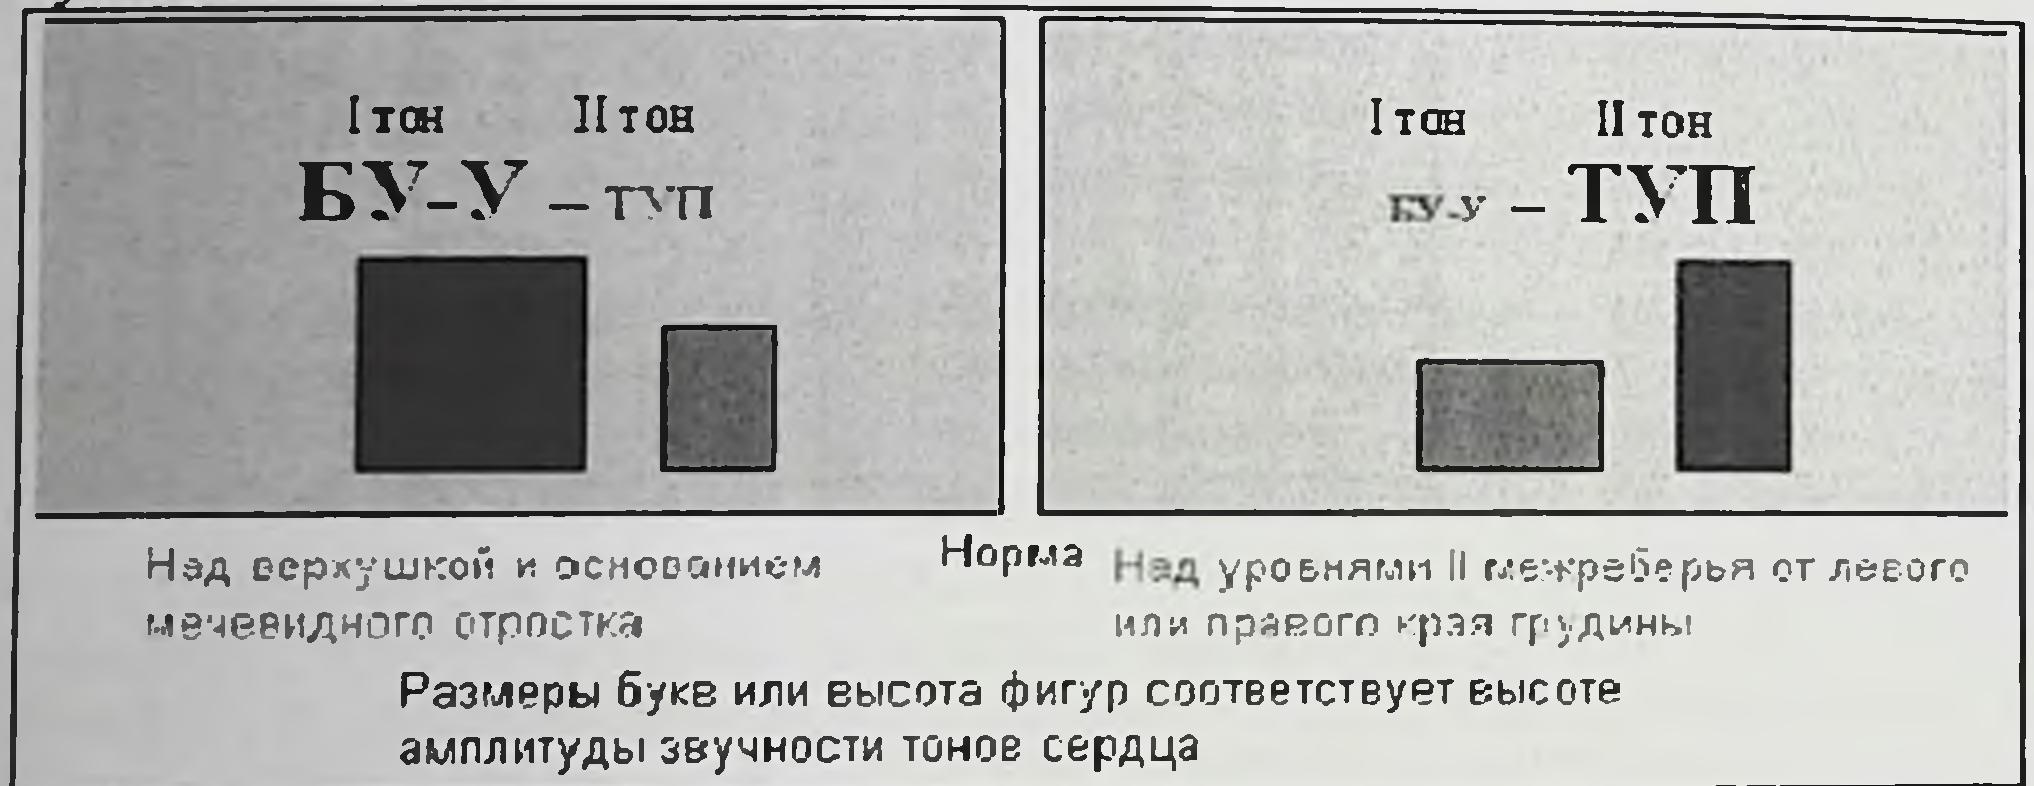 I тон II тон
БУ-У – ТУП
I тон II тон
БУ-У – ТУП
Над верхушкой и основанием
мечевидного отростка
Норма
Над уровнями II межреберья от левого
или правого края грудины
Размеры букв или высота фигур соответствует высоте
амплитуды звучности тонов сердца